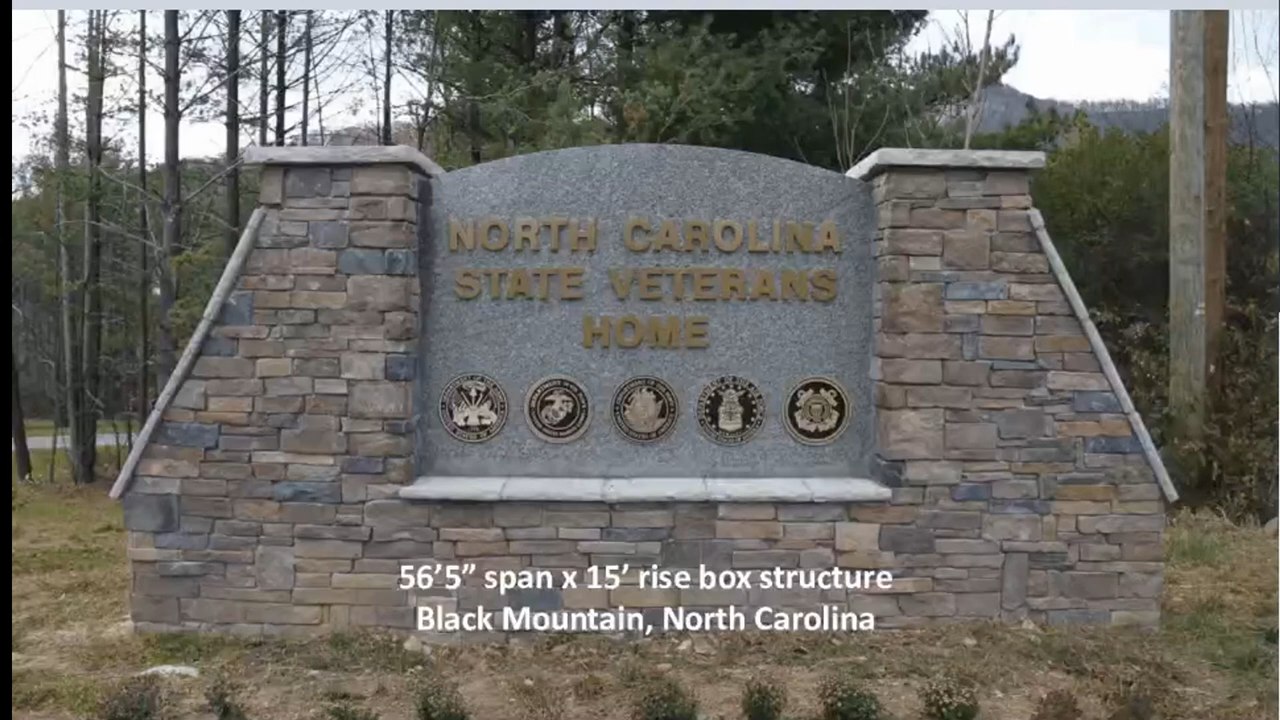 NORTH CAROLINA
STATE VETERANS
HOME
56’5” span x 15’ rise box structure
Black Mountain, North Carolina